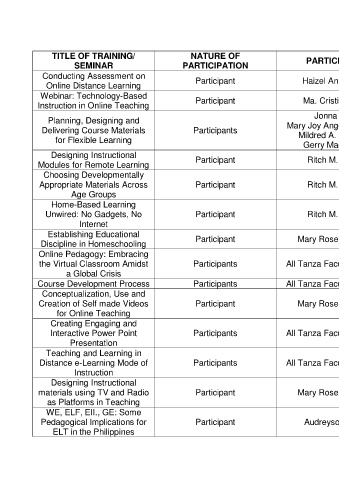 TITLE OF TRAINING/ SEMINAR
NATURE OF PARTICIPATION
Conducting Assessment on Online Distance Learning
Participant
Haizel An
Webinar: Technology-Based Instruction in Online Teaching
Participant
Ma. Cristi
Planning, Designing and Delivering Course Materials for Flexible Learning
Participants
Jonna
Mary Joy Ang
Mildred A.
Gerry Ma
Designing Instructional Modules for Remote Learning
Participant
Ritch M.
Choosing Developmentally Appropriate Materials Across Age Groups
Participant
Ritch M.
Home-Based Learning Unwired: No Gadgets, No Internet
Participant
Ritch M.
Establishing Educational Discipline in Homeschooling
Participant
Mary Rose
Online Pedagogy: Embracing the Virtual Classroom Amidst a Global Crisis
Participants
All Tanza Facu
Course Development Process
Participants
All Tanza Facu
Conceptualization, Use and Creation of Self made Videos for Online Teaching
Participant
Mary Rose
Creating Engaging and Interactive Power Point Presentation
Participants
All Tanza Facu
Teaching and Learning in Distance e-Learning Mode of Instruction
Participants
All Tanza Facu
Designing Instructional materials using TV and Radio as Platforms in Teaching
Participant
Mary Rose
WE, ELF, EIl., GE: Some Pedagogical Implications for ELT in the Philippines
Participant
Audreyso